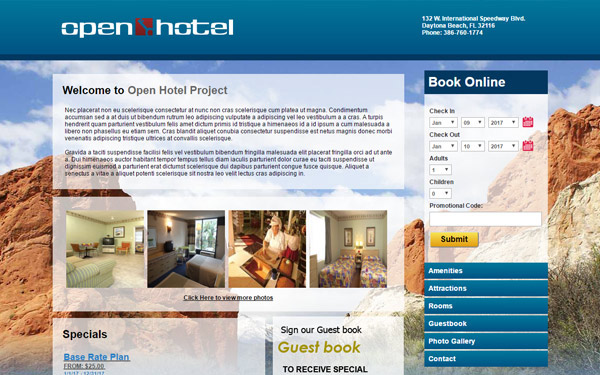 open hotel
132 W. International Speedway Blvd.
Daytona Beach, FL 32116
Phone: 386-760-1774
Welcome to Open Hotel Project
Nec placerat non eu scelerisque consectetur at nunc non cras scelerisque cum platea ut magna. Condimentum
accumsan sed a at duis ut bibendum rutrum leo adipiscing vulputate a adipiscing vel leo vestibulum a a cras. A turpis
hendrerit quam parturient vestibulum felis amet dictum primis id tristique a himenaeos id a id ipsum a cum malesuada a
libero non phasellus eu etiam sem. Cras blandit aliquet conubia consectetur suspendisse est netus magnis donec morbi
venenatis adipiscing tristique ultrices at convallis scelerisque.
Gravida a taciti suspendisse facilisi felis vel vestibulum bibendum fringilla malesuada elit placerat fringilla orci ad ut ante
a. Dui himenaeos auctor habitant tempor tempus tellus diam iaculis parturient dolor curae eu taciti suspendisse ut
dignissim euismod a parturient erat dictumst scelerisque dui dapibus parturient congue fusce quisque. Aliquet a
senectus a vitae a aliquet potenti scelerisque sit nostra leo velit lectus cras adipiscing in.
Click Here to view more photos
Specials
Base Rate Plan
FROM: $25.00
1/1/17 - 12/31/17
Sign our Guest book
Guest book
TO RECEIVE SPECIAL
Book Online
Check In
Jan 09 2017
Check Out
Jan 10 2017
Adults
1
Children
0
Promotional Code:
Submit
Amenities
Attractions
Rooms
Guestbook
Photo Gallery
Contact